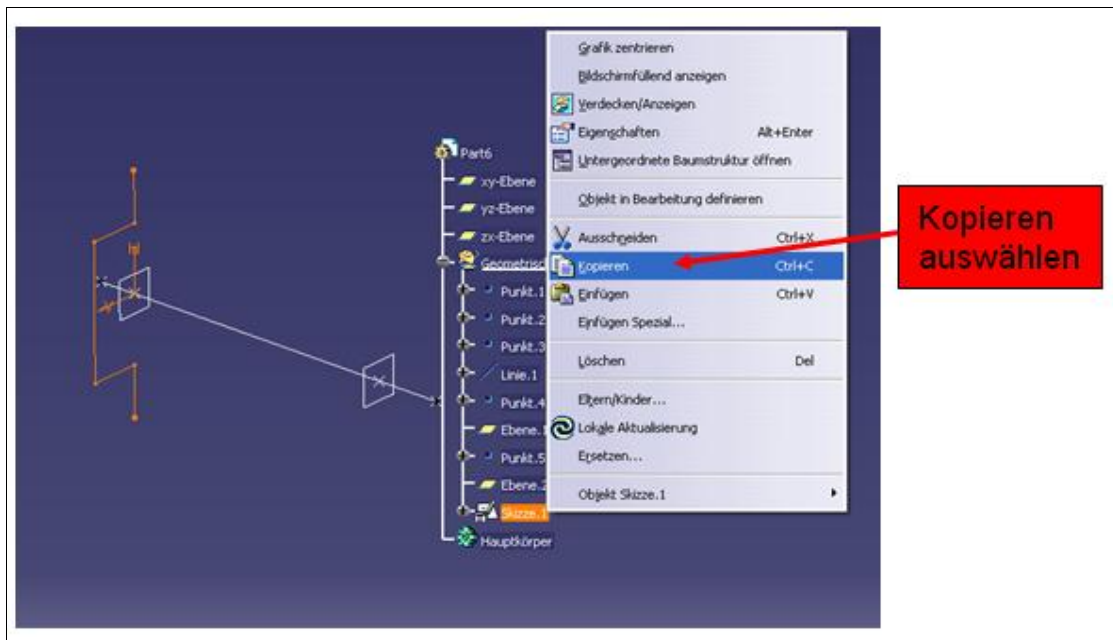 Grafik zentrieren
Bildschirmfüllend anzeigen
Verdecken/Anzeigen
Eigenschaften Alt+Enter
Untergeordnete Baumstruktur öffnen
Objekt in Bearbeitung definieren
Ausschneiden Ctrl+X
Kopieren Ctrl+C
Einfügen Ctrl+V
Einfügen Spezial...
Löschen Del
Eltern/Kinder...
Lokale Aktualisierung
Ersetzen...
Objekt Skizze.1
Part6
xy-Ebene
yz-Ebene
zx-Ebene
Geometrisc
Punkt.1
Punkt.2
Punkt.3
Linie.1
Punkt.4
Ebene.1
Punkt.5
Ebene.2
Skizze.1
Hauptkörper
Kopieren
auswählen
H